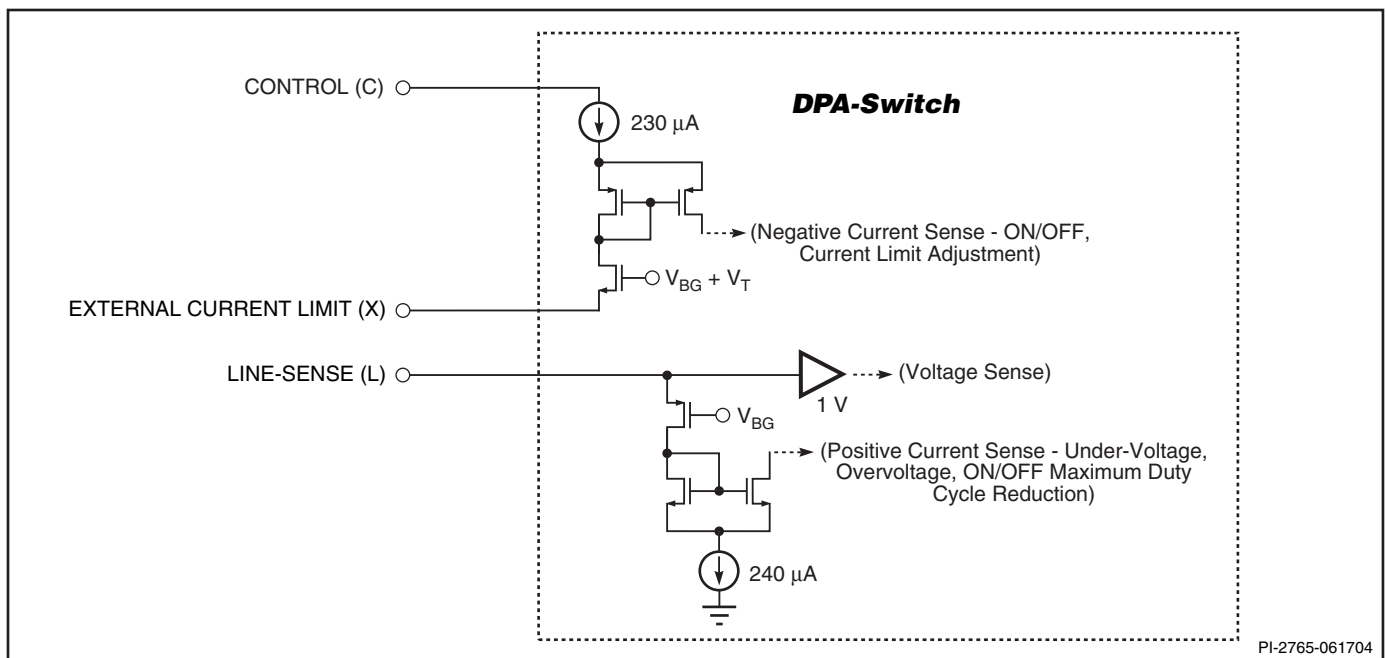 CONTROL (C)
DPA-Switch
230 μA
(Negative Current Sense - ON/OFF,
Current Limit Adjustment)
V_BG + V_T
EXTERNAL CURRENT LIMIT (X)
LINE-SENSE (L)
(Voltage Sense)
1 V
V_BG
(Positive Current Sense - Under-Voltage,
Overvoltage, ON/OFF Maximum Duty
Cycle Reduction)
240 μA
PI-2765-061704